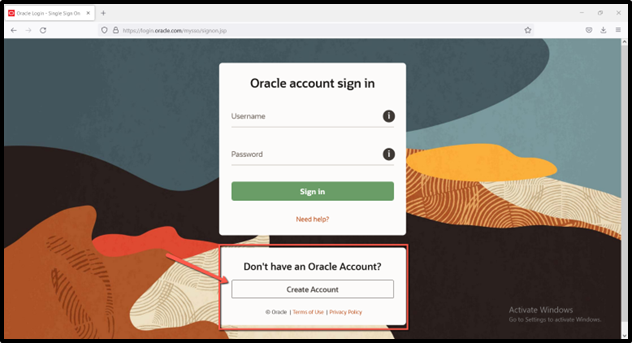 Oracle Login - Single Sign On
https://login.oracle.com/mysso/signon.jsp
Oracle account sign in
Username
Password
Sign in
Need help?
Don't have an Oracle Account?
Create Account
© Oracle | Terms of Use | Privacy Policy
Activate Windows
Go to Settings to activate Windows.